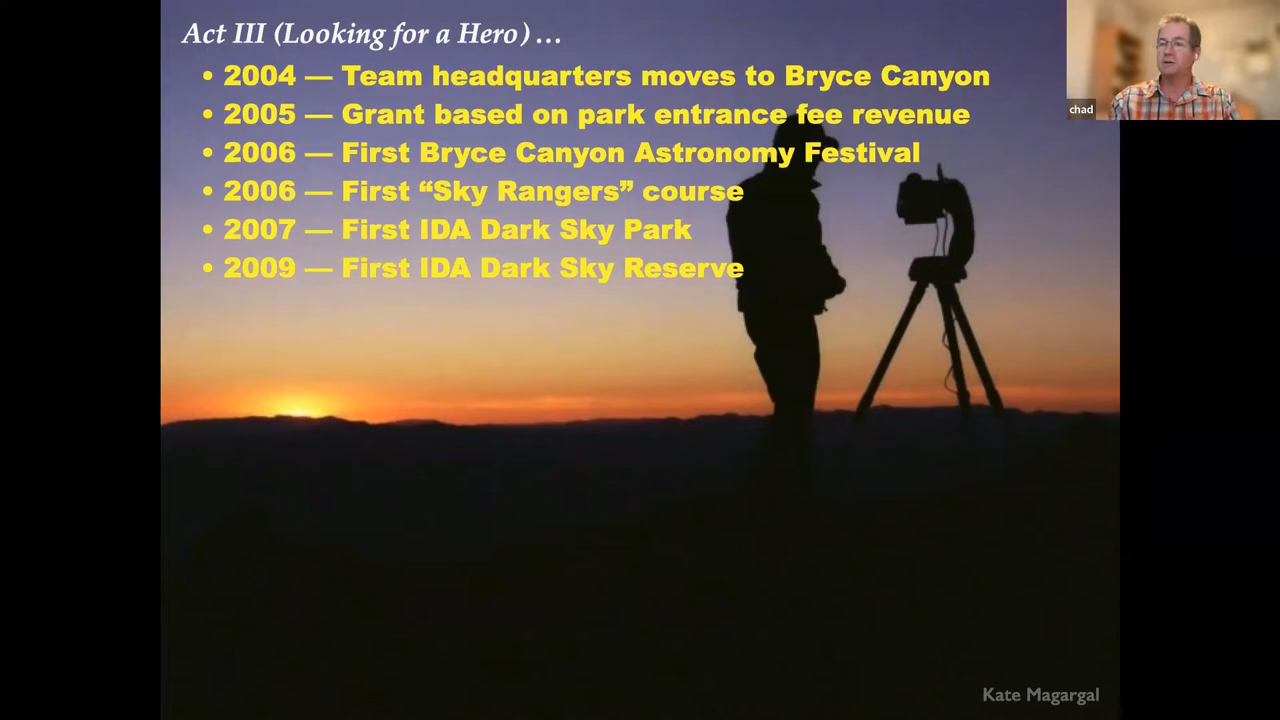 Act III (Looking for a Hero) …
• 2004 — Team headquarters moves to Bryce Canyon
• 2005 — Grant based on park entrance fee revenue
• 2006 — First Bryce Canyon Astronomy Festival
• 2006 — First “Sky Rangers” course
• 2007 — First IDA Dark Sky Park
• 2009 — First IDA Dark Sky Reserve
chad
Kate Magargal